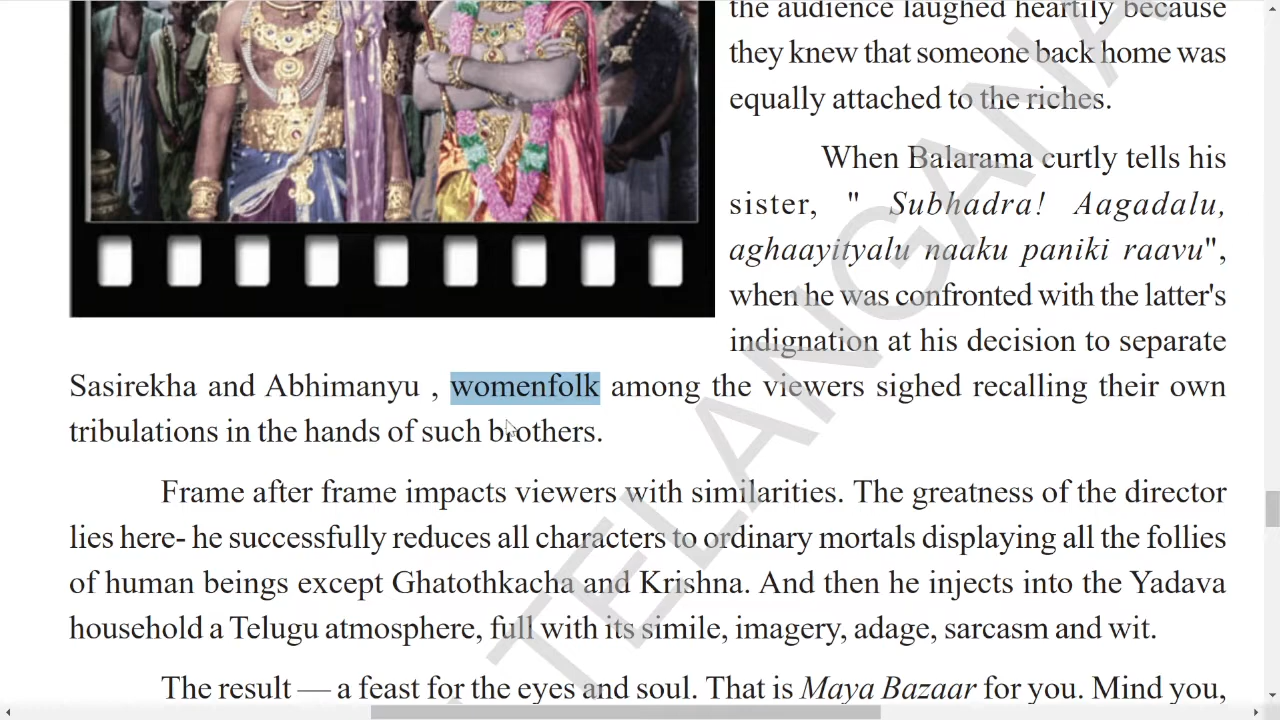 the audience laughed heartily because
they knew that someone back home was
equally attached to the riches.
When Balarama curtly tells his
sister, " Subhadra! Aagadalu,
aghaayityalu naaku paniki raavu",
when he was confronted with the latter's
indignation at his decision to separate
Sasirekha and Abhimanyu , womenfolk among the viewers sighed recalling their own
tribulations in the hands of such brothers.
Frame after frame impacts viewers with similarities. The greatness of the director
lies here- he successfully reduces all characters to ordinary mortals displaying all the follies
of human beings except Ghatothkacha and Krishna. And then he injects into the Yadava
household a Telugu atmosphere, full with its simile, imagery, adage, sarcasm and wit.
The result — a feast for the eyes and soul. That is Maya Bazaar for you. Mind you,
TELANGANA